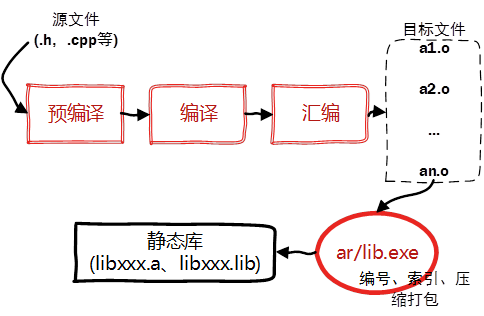 源文件
(.h，.cpp等)
目标文件
a1.o
a2.o
...
an.o
预编译
编译
汇编
静态库
(libxxx.a、libxxx.lib)
ar/lib.exe
编号、索引、压
缩打包